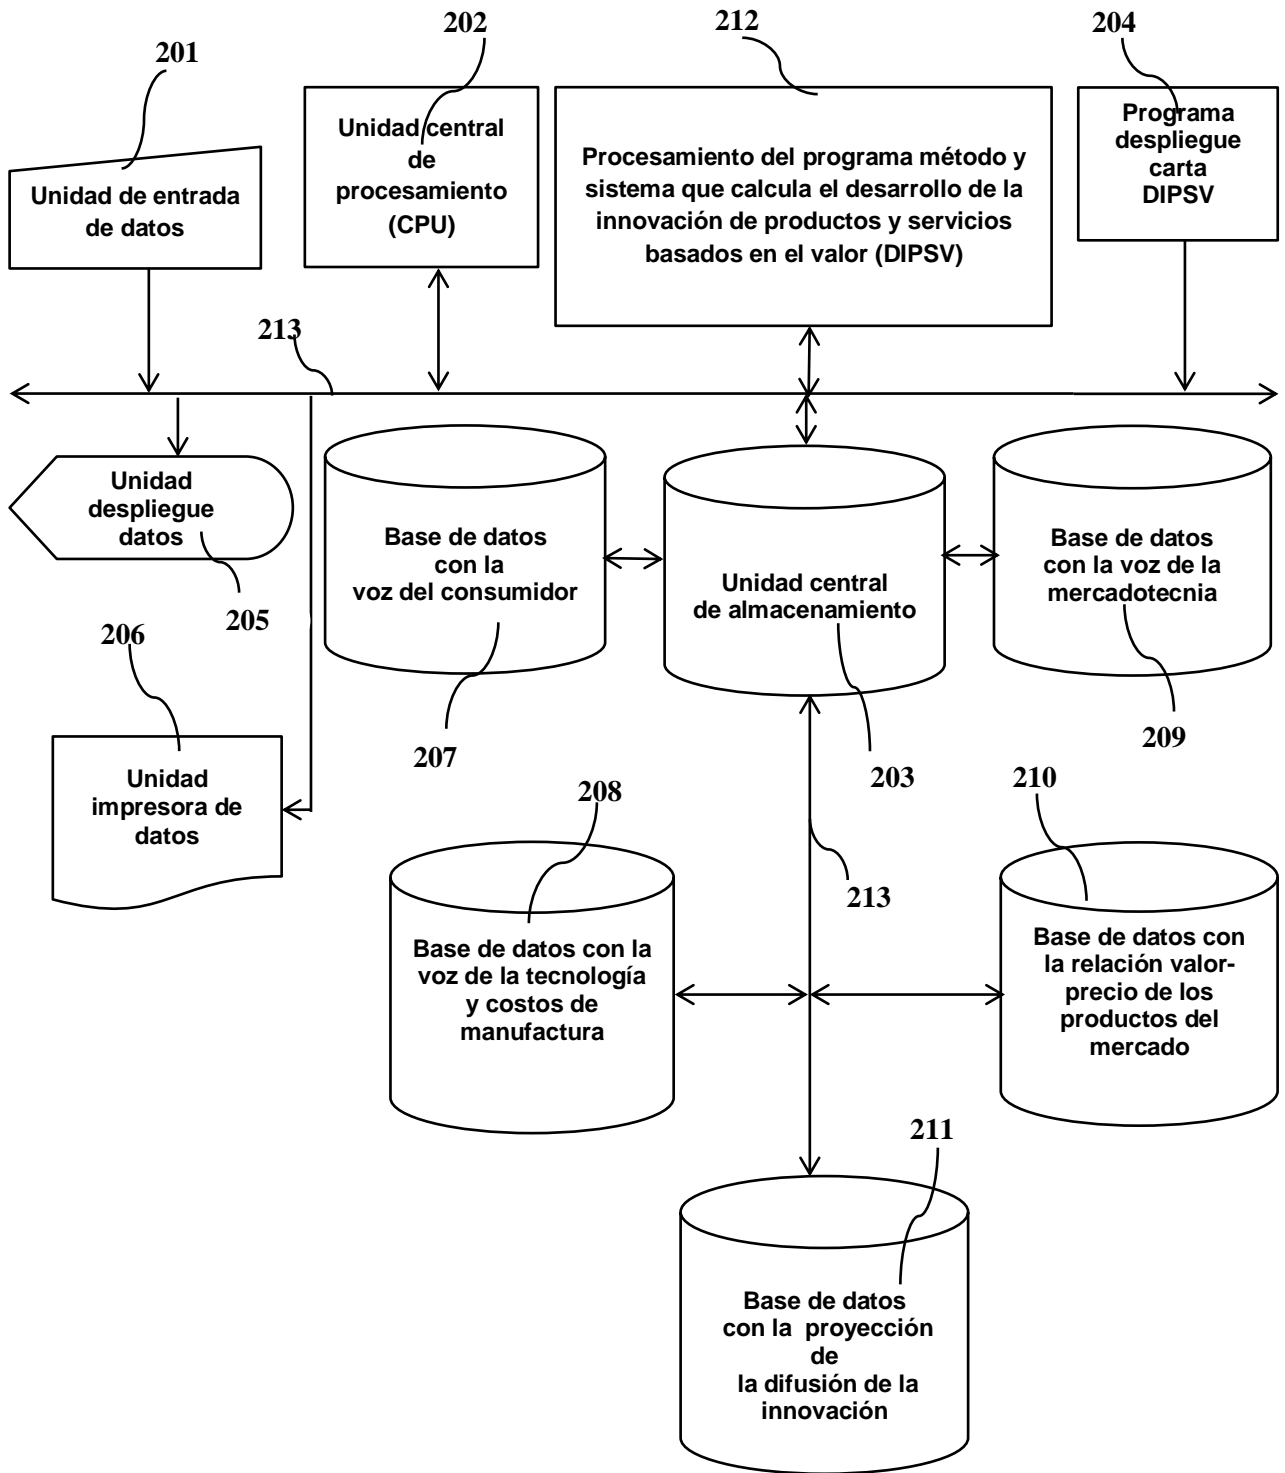 202
212
204
201
Unidad central
de
procesamiento
(CPU)
Procesamiento del programa método y
sistema que calcula el desarrollo de la
innovación de productos y servicios
basados en el valor (DIPSV)
Programa
despliegue
carta
DIPSV
Unidad de entrada
de datos
213
Unidad
despliegue
datos
205
Base de datos
con la
voz del consumidor
207
Unidad central
de almacenamiento
203
Base de datos
con la voz de la
mercadotecnia
209
206
Unidad
impresora de
datos
208
213
210
Base de datos con la
voz de la tecnología
y costos de
manufactura
Base de datos con
la relación valor-
precio de los
productos del
mercado
211
Base de datos
con la proyección
de
la difusión de la
innovación